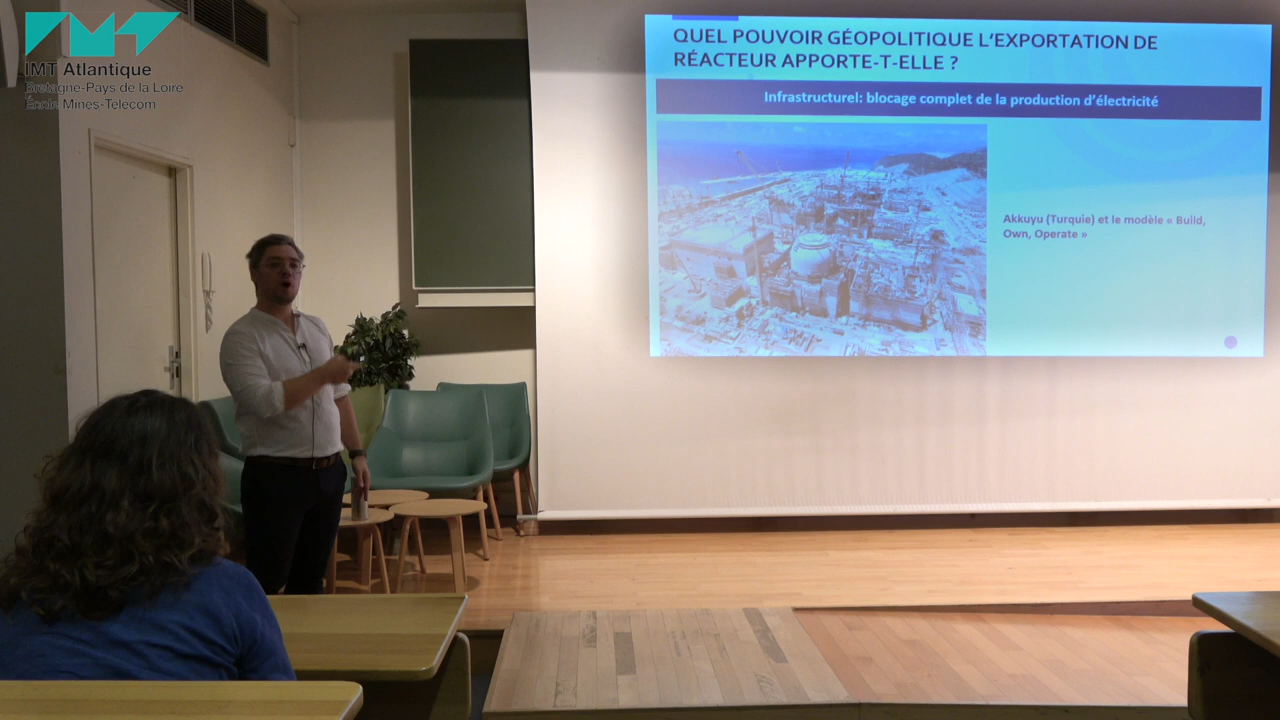 IMT Atlantique
Bretagne-Pays de la Loire
École Mines-Télécom
QUEL POUVOIR GÉOPOLITIQUE L'EXPORTATION DE
RÉACTEUR APPORTE-T-ELLE ?
Infrastructurel: blocage complet de la production d'électricité
Akkuyu (Turquie) et le modèle « Build,
Own, Operate »